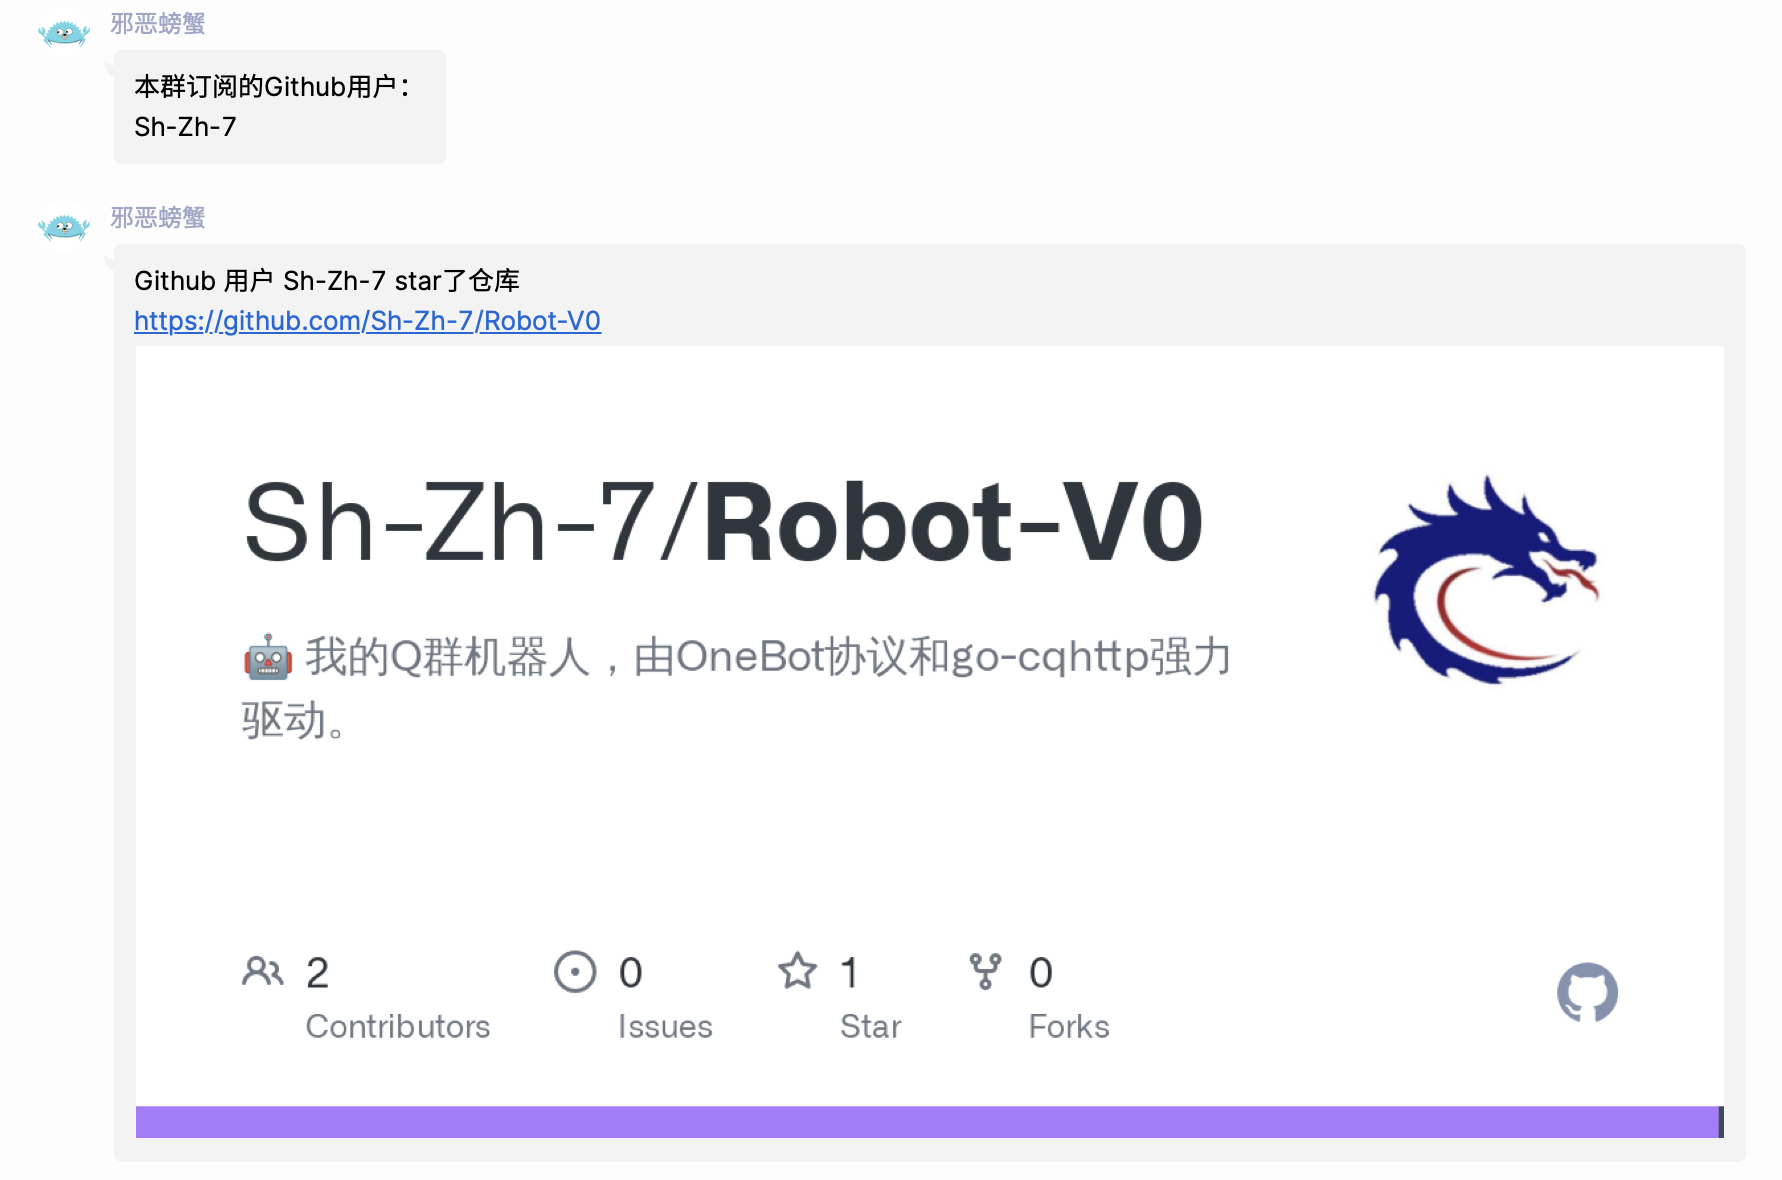 邪恶螃蟹
本群订阅的Github用户：
Sh-Zh-7
邪恶螃蟹
Github 用户 Sh-Zh-7 star了仓库
https://github.com/Sh-Zh-7/Robot-V0
Sh-Zh-7/Robot-V0
🤖 我的Q群机器人，由OneBot协议和go-cqhttp强力
驱动。
2 0 1 0
Contributors Issues Star Forks